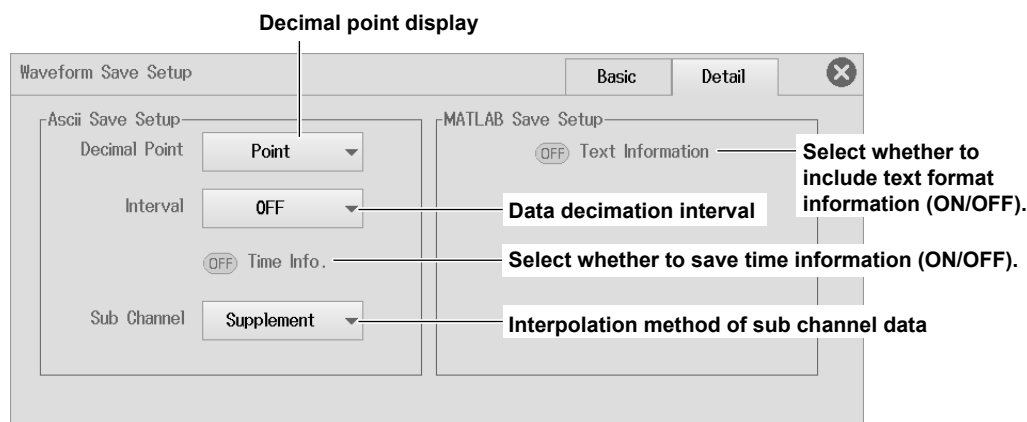 Decimal point display
Waveform Save Setup
Basic
Detail
Ascii Save Setup
MATLAB Save Setup
Decimal Point
Point
OFF Text Information
Select whether to
include text format
information (ON/OFF).
Interval
OFF
Data decimation interval
OFF Time Info.
Select whether to save time information (ON/OFF).
Sub Channel
Supplement
Interpolation method of sub channel data